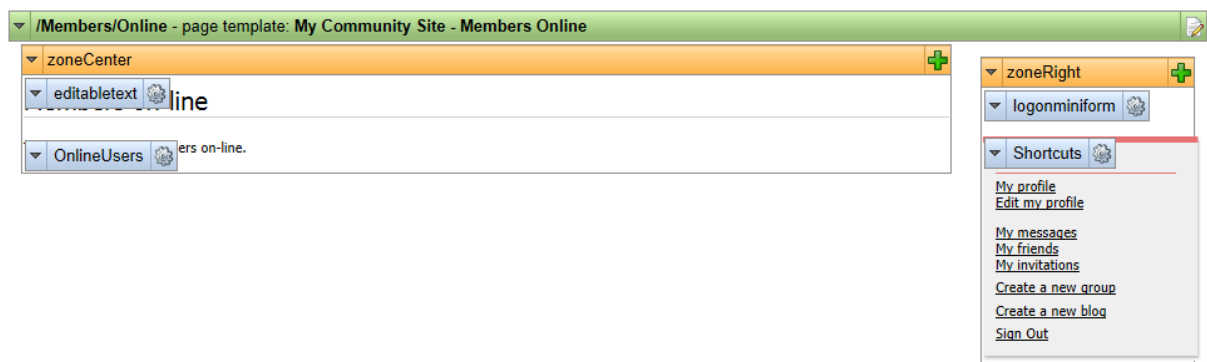 /Members/Online - page template: My Community Site - Members Online
zoneCenter
editabletext
line
OnlineUsers
ers on-line.
zoneRight
logonminiform
Shortcuts
My profile
Edit my profile
My messages
My friends
My invitations
Create a new group
Create a new blog
Sign Out